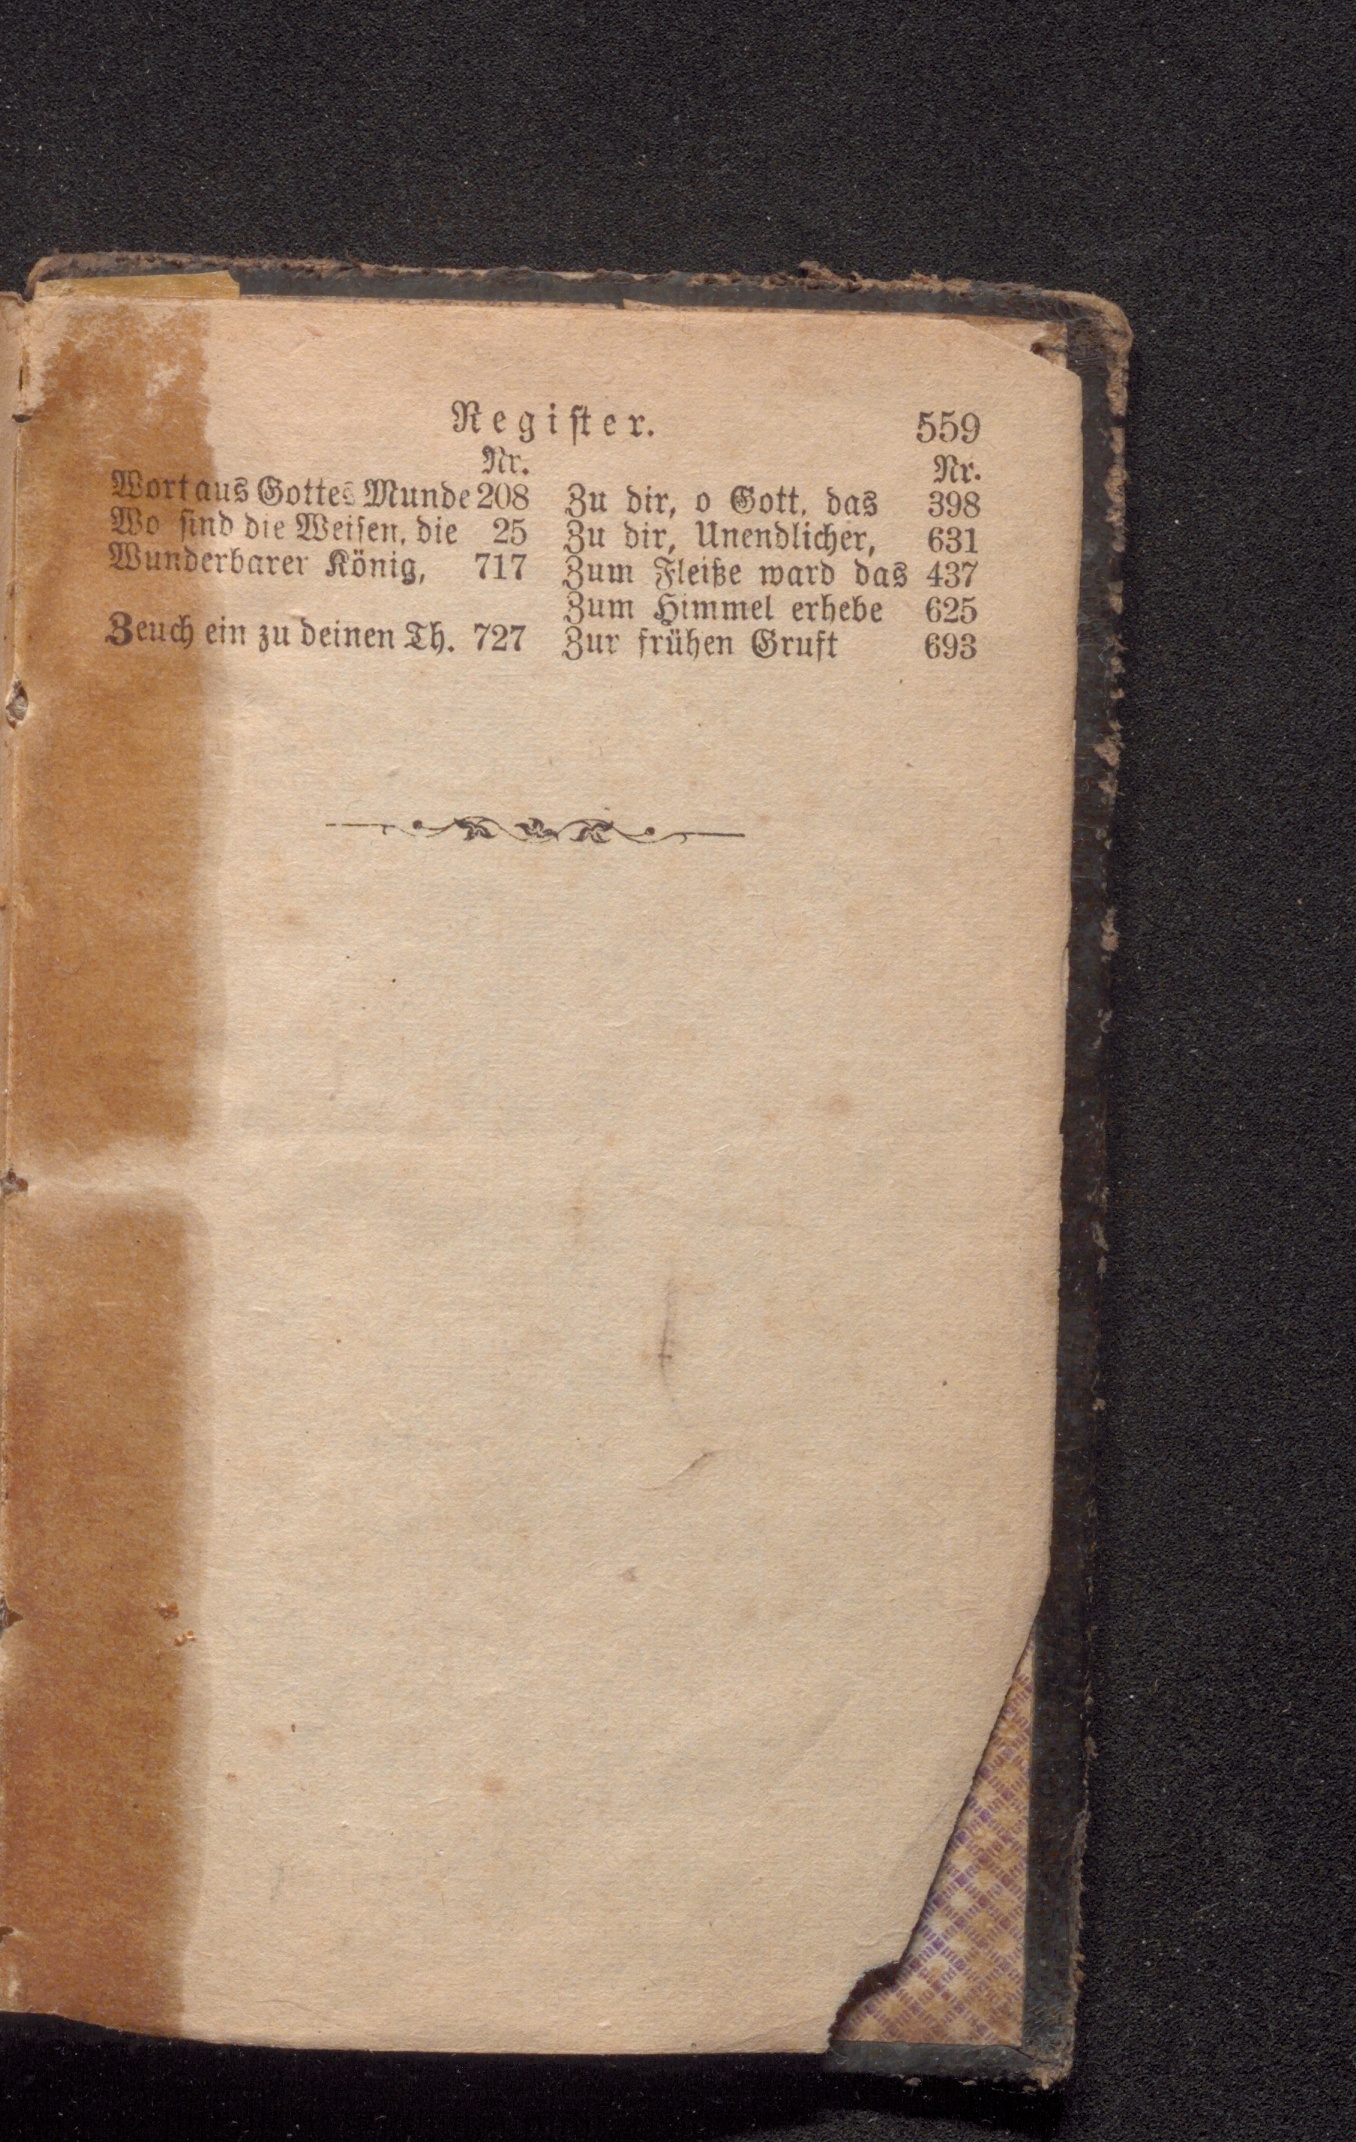 Register. 559
Nr.
Wort aus Gottes Munde 208
Wo sind die Weisen, die 25
Wunderbarer König, 717
Zeuch ein zu deinen Th. 727
Nr.
Zu dir, o Gott, das 398
Zu dir, Unendlicher, 631
Zum Fleiße ward das 437
Zum Himmel erhebe 625
Zur frühen Gruft 693